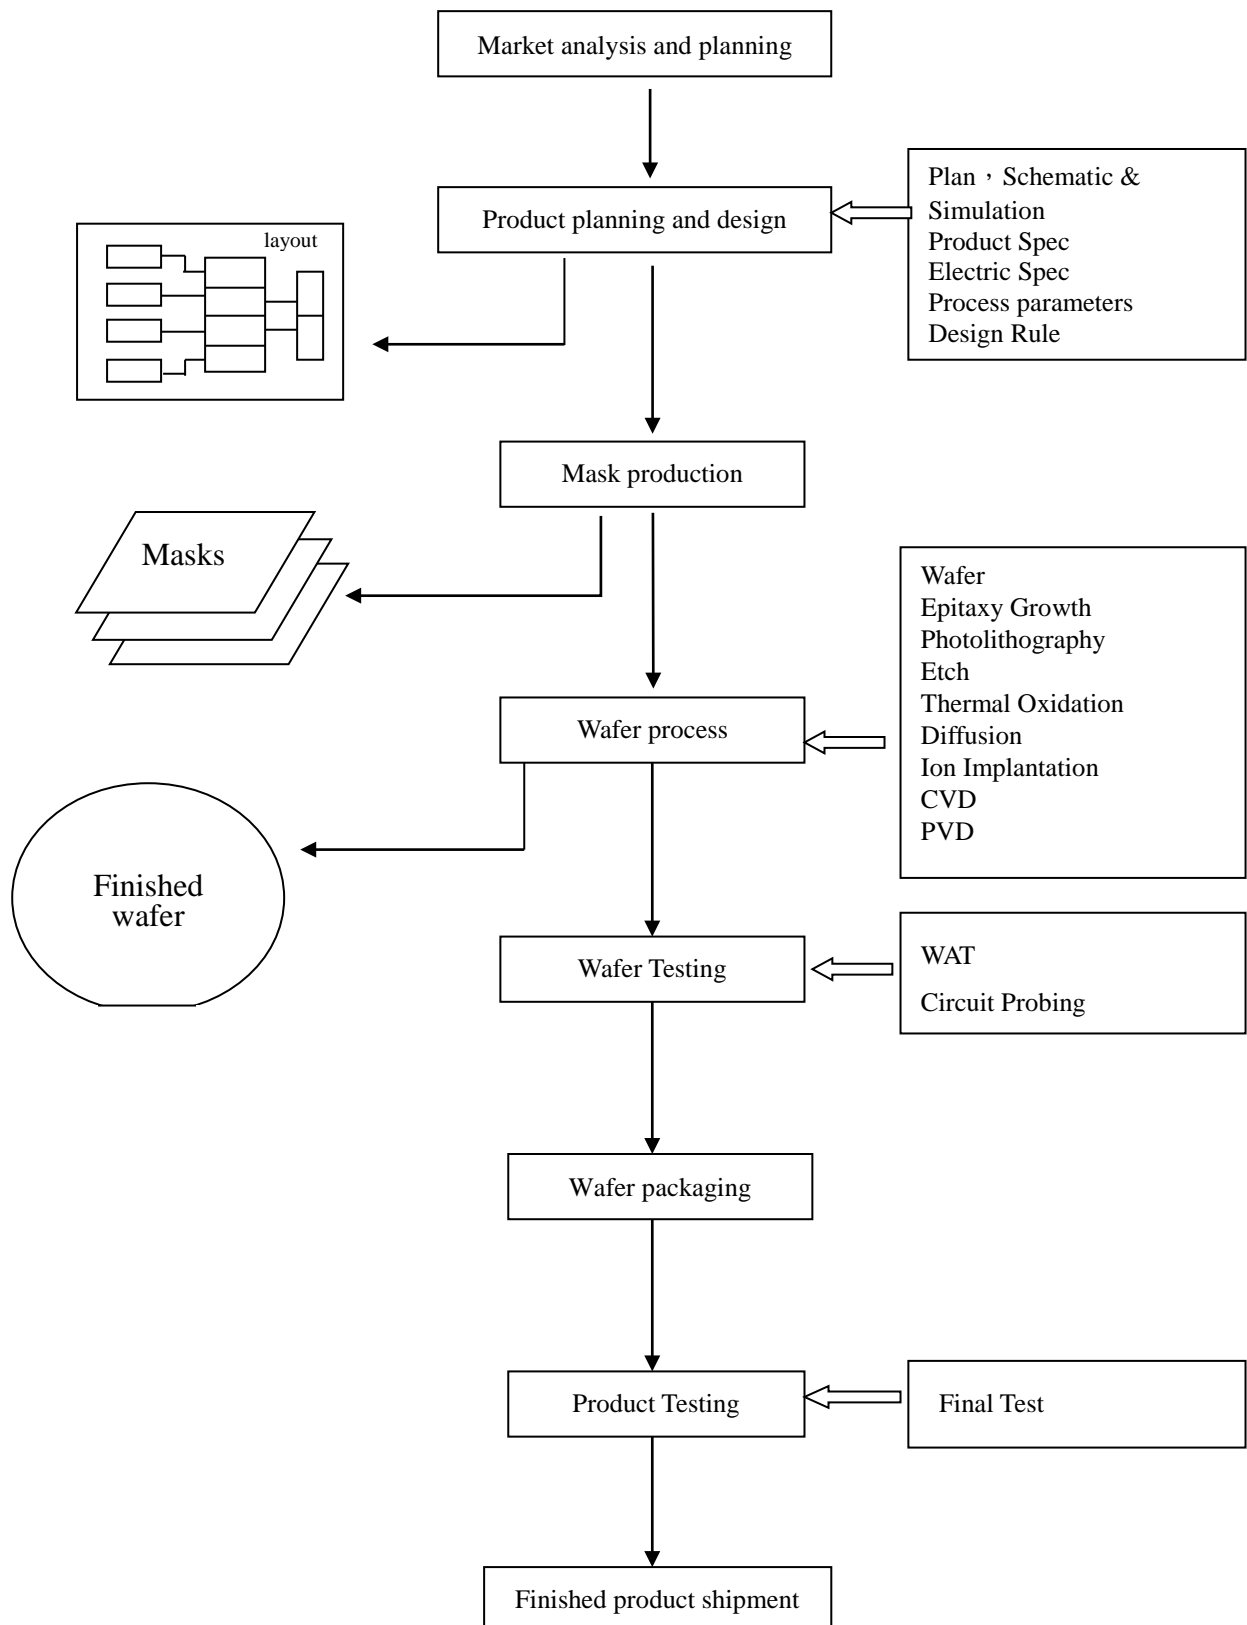 Market analysis and planning
Plan，Schematic &
Simulation
Product Spec
Electric Spec
Process parameters
Design Rule
Product planning and design
layout
Mask production
Masks
Wafer
Epitaxy Growth
Photolithography
Etch
Thermal Oxidation
Diffusion
Ion Implantation
CVD
PVD
Wafer process
Finished
wafer
WAT
Circuit Probing
Wafer Testing
Wafer packaging
Product Testing
Final Test
Finished product shipment